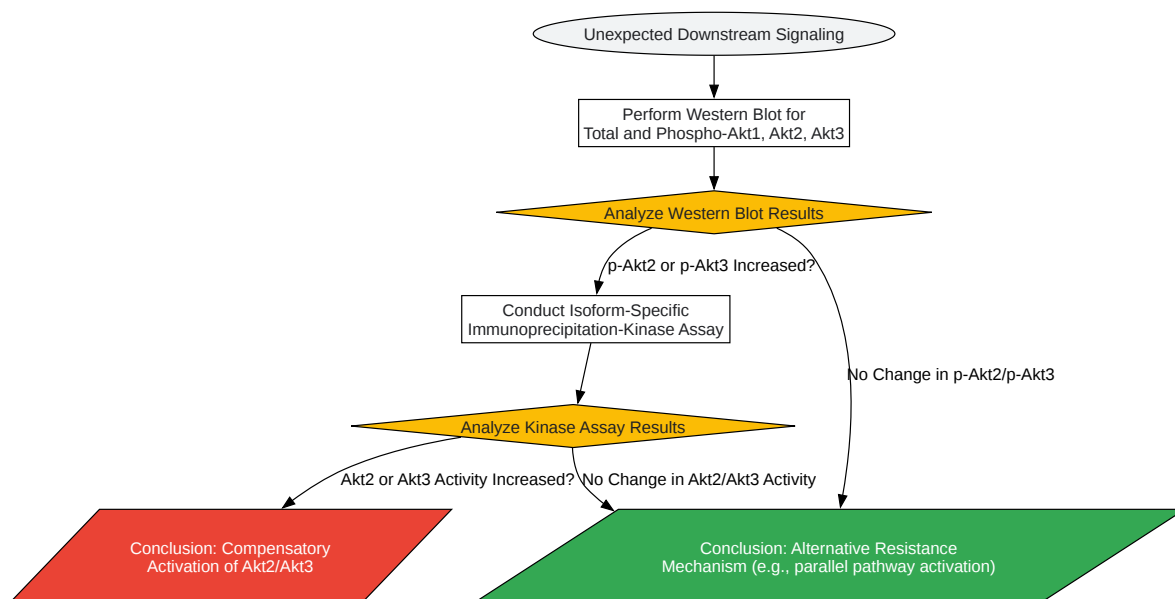 Unexpected Downstream Signaling
Perform Western Blot for
Total and Phospho-Akt1, Akt2, Akt3
Analyze Western Blot Results
p-Akt2 or p-Akt3 Increased?
Conduct Isoform-Specific
Immunoprecipitation-Kinase Assay
No Change in p-Akt2/p-Akt3
Analyze Kinase Assay Results
Akt2 or Akt3 Activity Increased?
No Change in Akt2/Akt3 Activity
Conclusion: Compensatory
Activation of Akt2/Akt3
Conclusion: Alternative Resistance
Mechanism (e.g., parallel pathway activation)